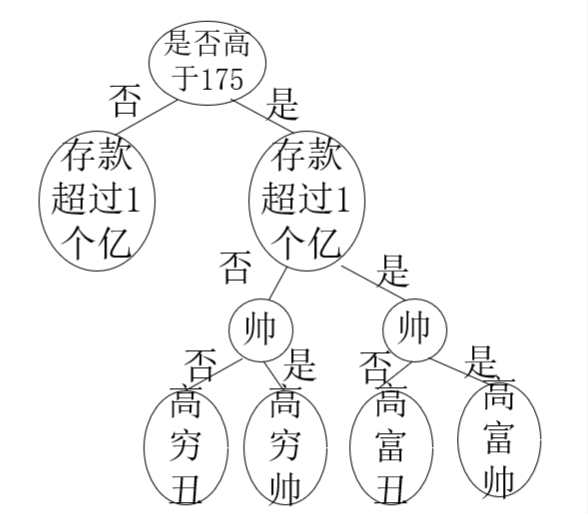 是否高
于175
否
是
存款
超过1
个亿
存款
超过1
个亿
否
是
帅
帅
否
是
否
是
高
穷
丑
高
穷
帅
高
富
丑
高
富
帅